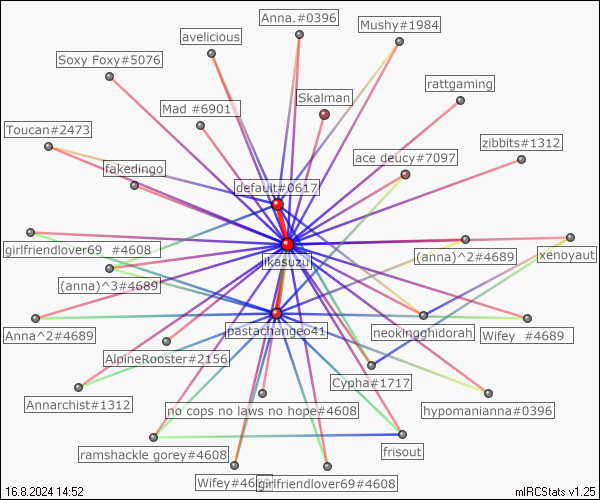 Anna.#0396
Mushy#1984
avelicious
Soxy Foxy#5076
rattgaming
Skalman
Mad #6901
Toucan#2473
zibbits#1312
ace deucy#7097
fakedingo
default#0617
girlfriendlover69 #4608
(anna)^2#4689
xenoyaut
ikasuzu
(anna)^3#4689
Anna^2#4689
pastachangeo41
neokingghidorah
Wifey #4689
AlpineRooster#2156
Cypha#1717
Annarchist#1312
no cops no laws no hope#4608
hypomanianna#0396
ramshackle gorey#4608
frisout
Wifey#4689
girlfriendlover69#4608
16.8.2024 14:52
mIRCStats v1.25